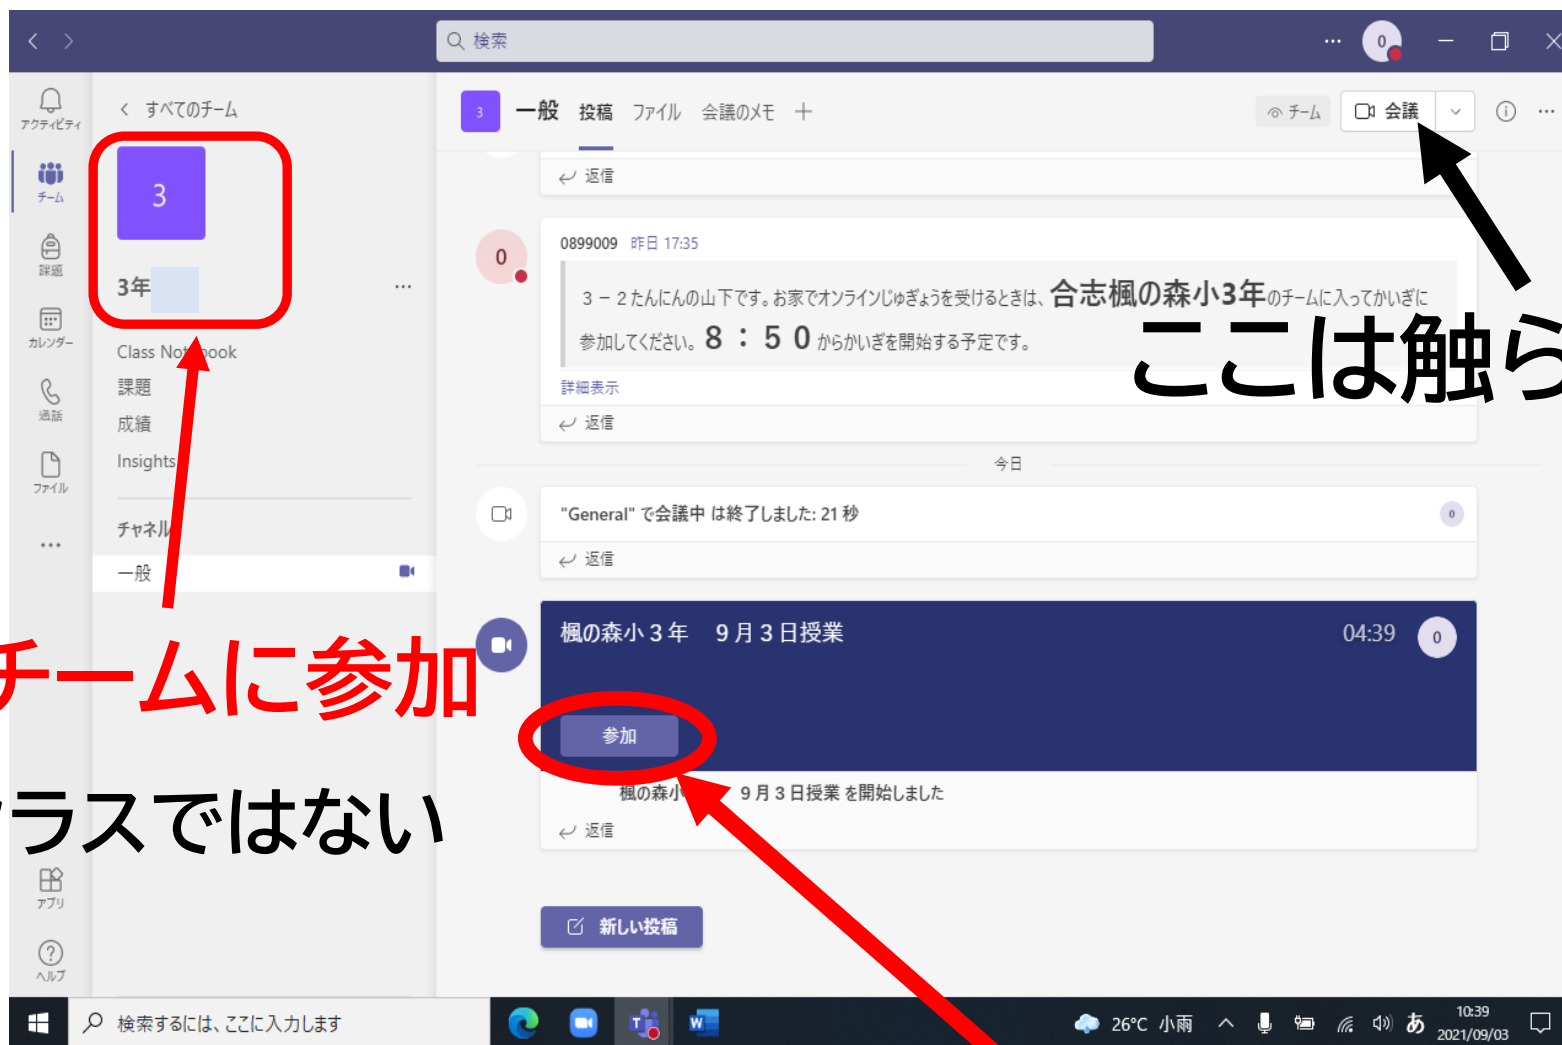 検索
アクティビティ
チーム
課題
カレンダー
通話
ファイル
アプリ
ヘルプ
すべてのチーム
3
3年
Class Notebook
課題
成績
Insights
チャネル
一般
3 一般 投稿 ファイル 会議のメモ
チーム 会議
返信
0899009 昨日 17:35
３－２たんにんの山下です。お家でオンラインじゅぎょうを受けるときは、合志楓の森小3年のチームに入ってかいぎに
参加してください。８：５０からかいぎを開始する予定です。
詳細表示
返信
今日
"General" で会議中 は終了しました: 21 秒
返信
楓の森小３年　９月３日授業
04:39
参加
楓の森小 ９月３日授業 を開始しました
返信
新しい投稿
ここは触ら
チームに参加
ラスではない
検索するには、ここに入力します
26°C 小雨
あ
10:39
2021/09/03